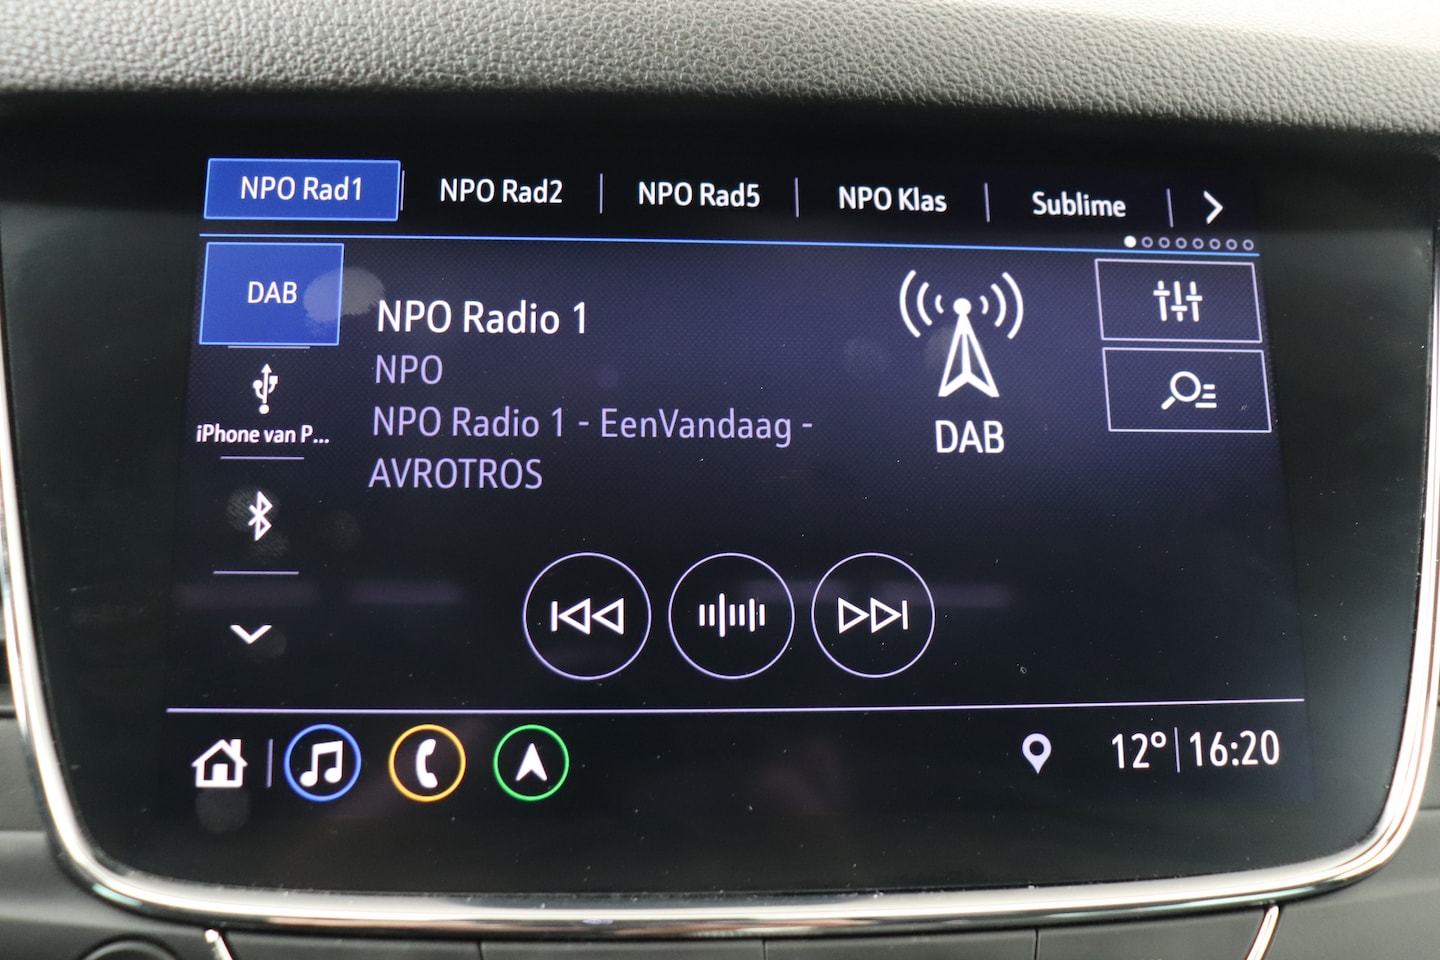 NPO Rad1
NPO Rad2
NPO Rad5
NPO Klas
Sublime
DAB
NPO Radio 1
NPO
NPO Radio 1 - EenVandaag -
AVROTROS
DAB
iPhone van P...
12° 16:20